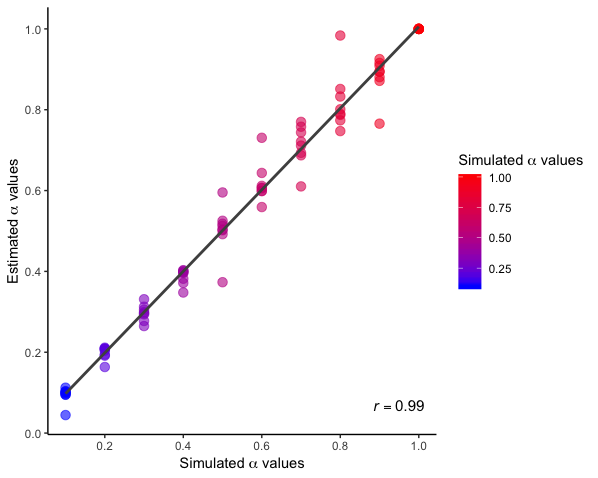 1.0
0.8
0.6
0.4
0.2
0.0
Estimated α values
0.2 0.4 0.6 0.8 1.0
Simulated α values
r = 0.99
Simulated α values
1.00
0.75
0.50
0.25